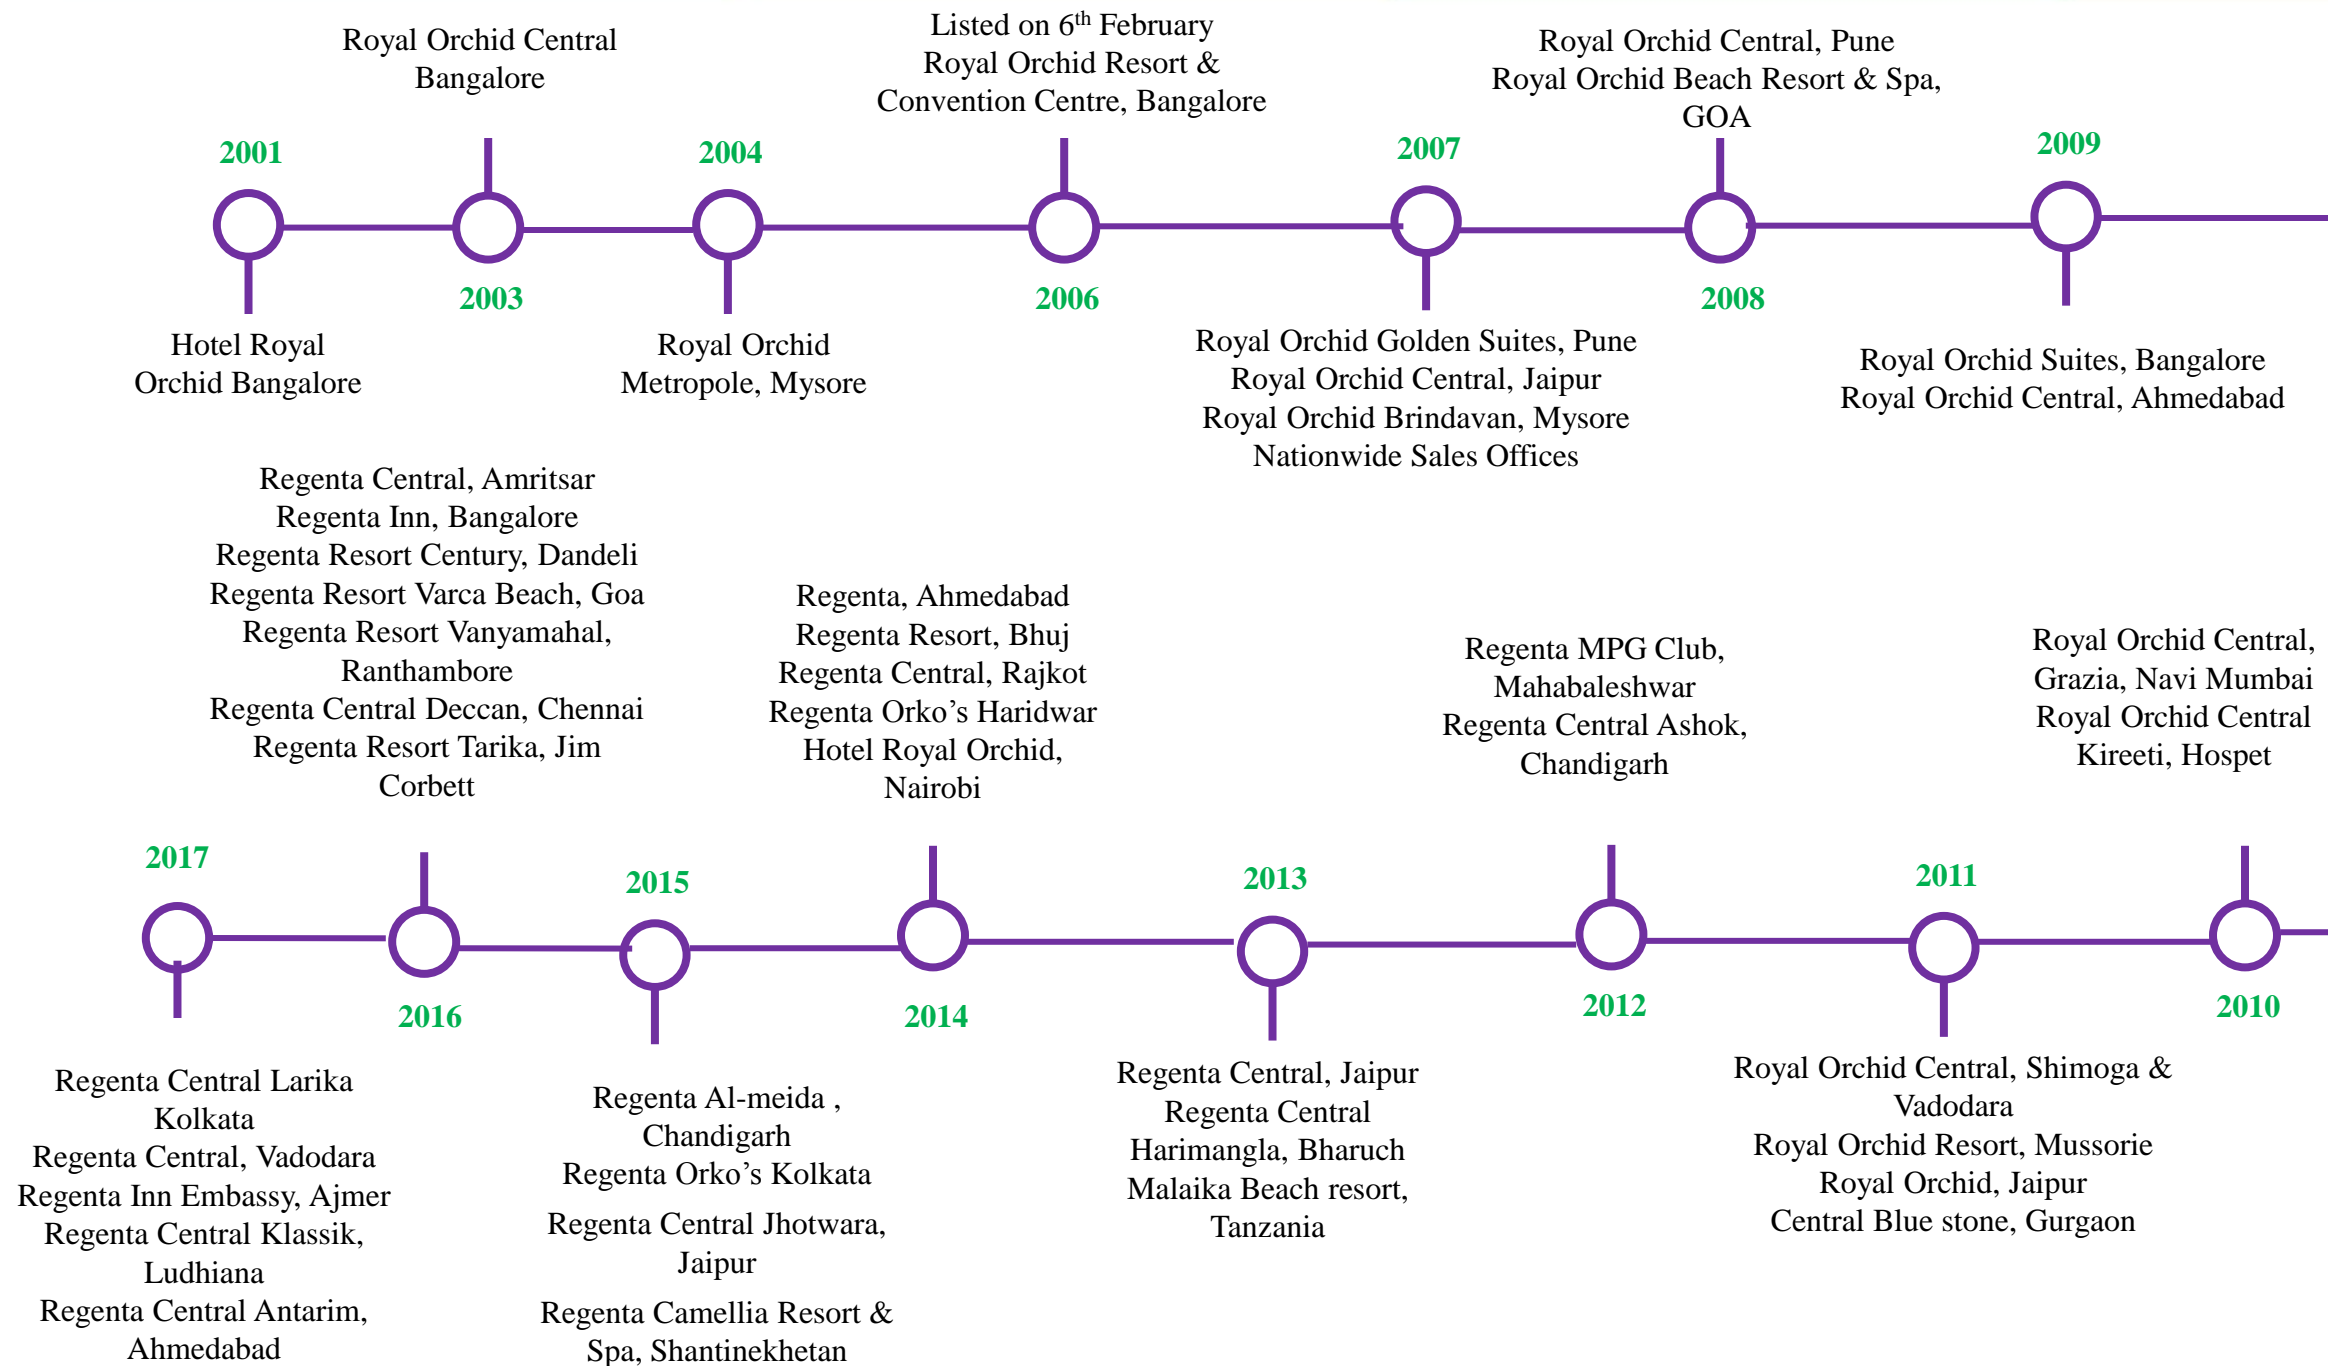 Royal Orchid Central
Bangalore
Listed on 6th February
Royal Orchid Resort &
Convention Centre, Bangalore
Royal Orchid Central, Pune
Royal Orchid Beach Resort & Spa,
GOA
2001
2004
2007
2009
2003
2006
2008
Hotel Royal
Orchid Bangalore
Royal Orchid
Metropole, Mysore
Royal Orchid Golden Suites, Pune
Royal Orchid Central, Jaipur
Royal Orchid Brindavan, Mysore
Nationwide Sales Offices
Royal Orchid Suites, Bangalore
Royal Orchid Central, Ahmedabad
Regenta Central, Amritsar
Regenta Inn, Bangalore
Regenta Resort Century, Dandeli
Regenta Resort Varca Beach, Goa
Regenta Resort Vanyamahal,
Ranthambore
Regenta Central Deccan, Chennai
Regenta Resort Tarika, Jim
Corbett
Regenta, Ahmedabad
Regenta Resort, Bhuj
Regenta Central, Rajkot
Regenta Orko’s Haridwar
Hotel Royal Orchid,
Nairobi
Regenta MPG Club,
Mahabaleshwar
Regenta Central Ashok,
Chandigarh
Royal Orchid Central,
Grazia, Navi Mumbai
Royal Orchid Central
Kireeti, Hospet
2017
2015
2013
2011
2016
2014
2012
2010
Regenta Central Larika
Kolkata
Regenta Central, Vadodara
Regenta Inn Embassy, Ajmer
Regenta Central Klassik,
Ludhiana
Regenta Central Antarim,
Ahmedabad
Regenta Al-meida ,
Chandigarh
Regenta Orko’s Kolkata
Regenta Central Jhotwara,
Jaipur
Regenta Camellia Resort &
Spa, Shantinekhetan
Regenta Central, Jaipur
Regenta Central
Harimangla, Bharuch
Malaika Beach resort,
Tanzania
Royal Orchid Central, Shimoga &
Vadodara
Royal Orchid Resort, Mussorie
Royal Orchid, Jaipur
Central Blue stone, Gurgaon